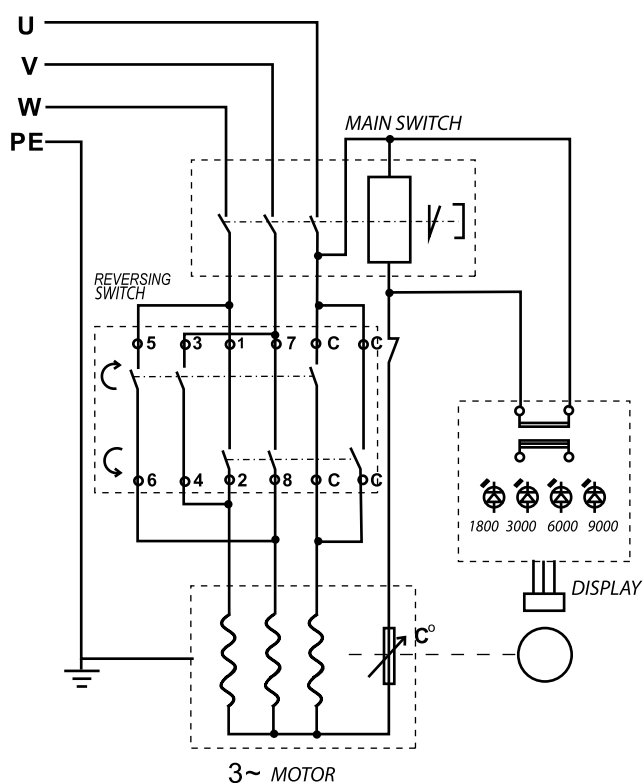 U
V
W
PE
MAIN SWITCH
REVERSING
SWITCH
5 3 1 7 C C
6 4 2 8 C C
1800 3000 6000 9000
DISPLAY
C°
3~ MOTOR